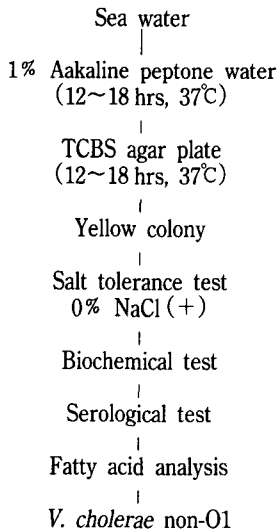 Sea water
1% Aakaline peptone water
(12~18 hrs, 37℃)
TCBS agar plate
(12~18 hrs, 37℃)
Yellow colony
Salt tolerance test
0% NaCl (+)
Biochemical test
Serological test
Fatty acid analysis
V. cholerae non-O1